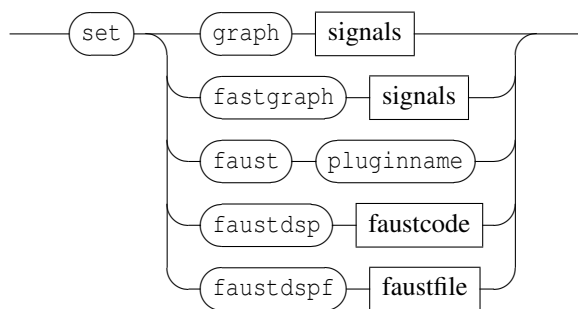 set graph signals
fastgraph signals
faust pluginname
faustdsp faustcode
faustdspf faustfile